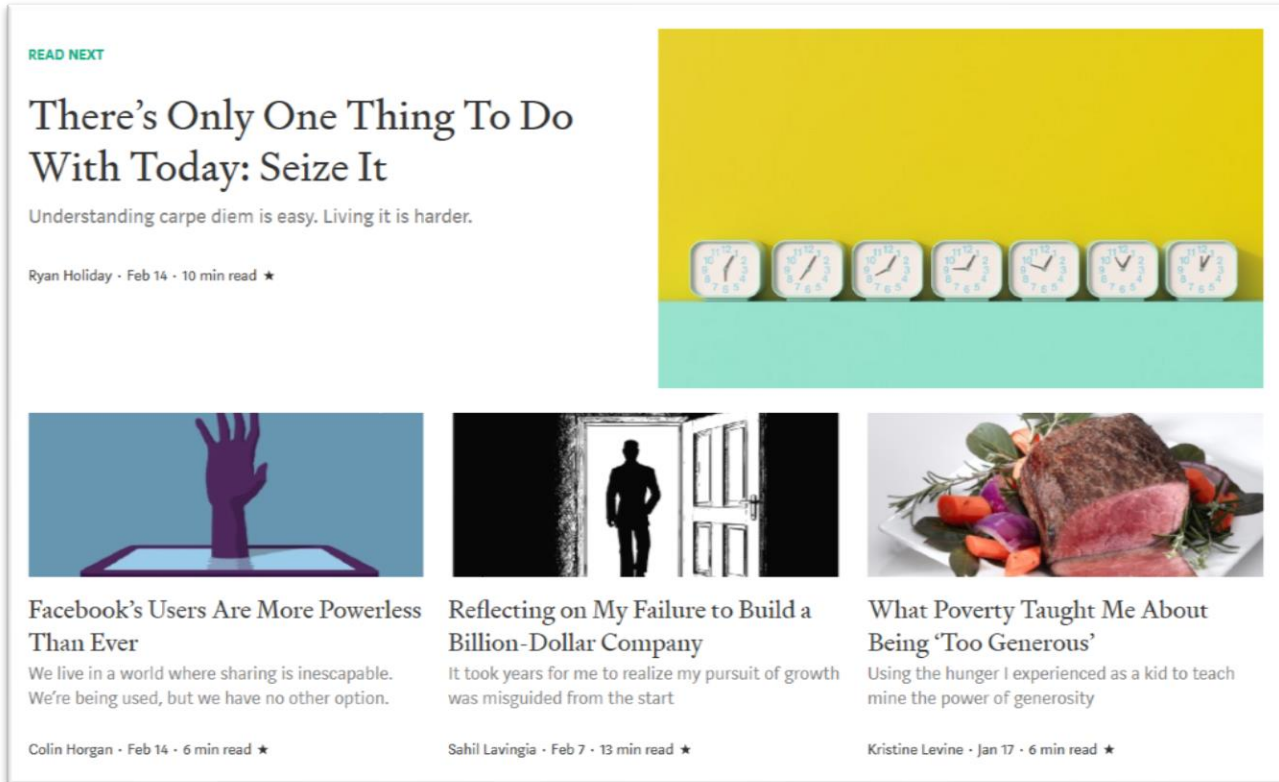 READ NEXT
There's Only One Thing To Do
With Today: Seize It
Understanding carpe diem is easy. Living it is harder.
Ryan Holiday · Feb 14 · 10 min read ★
Facebook's Users Are More Powerless
Than Ever
We live in a world where sharing is inescapable.
We're being used, but we have no other option.
Colin Horgan · Feb 14 · 6 min read ★
Reflecting on My Failure to Build a
Billion-Dollar Company
It took years for me to realize my pursuit of growth
was misguided from the start
Sahil Lavingia · Feb 7 · 13 min read ★
What Poverty Taught Me About
Being ‘Too Generous’
Using the hunger I experienced as a kid to teach
mine the power of generosity
Kristine Levine · Jan 17 · 6 min read ★